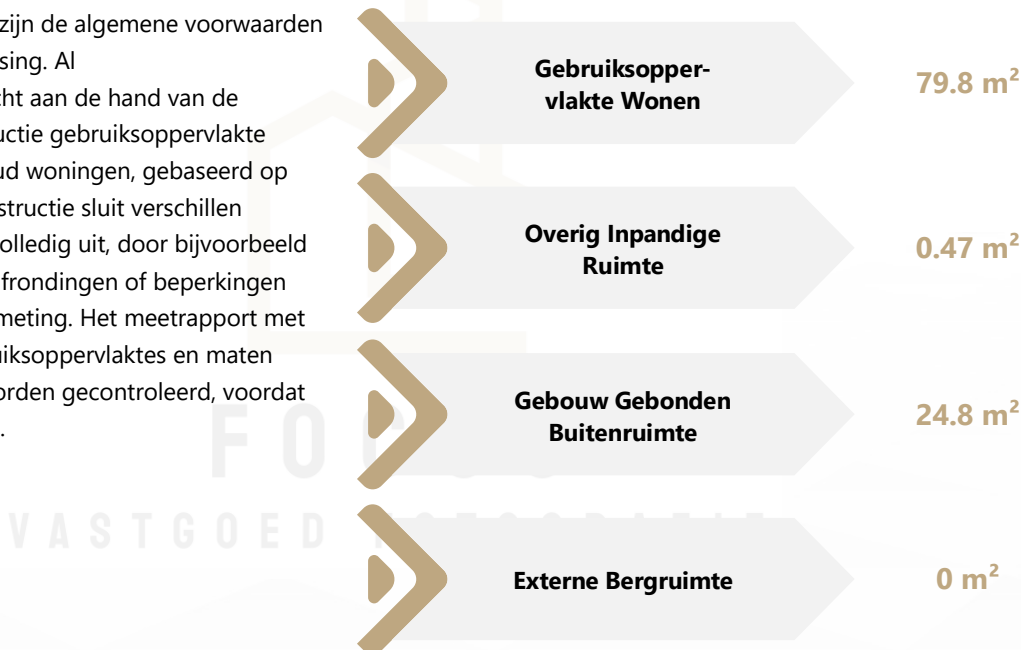 zijn de algemene voorwaarden
sing. Al
cht aan de hand van de
uctie gebruiksoppervlakte
ud woningen, gebaseerd op
structie sluit verschillen
olledig uit, door bijvoorbeeld
frondingen of beperkingen
meting. Het meetrapport met
uiksoppervlaktes en maten
orden gecontroleerd, voordat
.
Gebruiksopper-
vlakte Wonen
79.8 m²
Overig Inpandige
Ruimte
0.47 m²
Gebouw Gebonden
Buitenruimte
24.8 m²
Externe Bergruimte
0 m²
VASTGOED